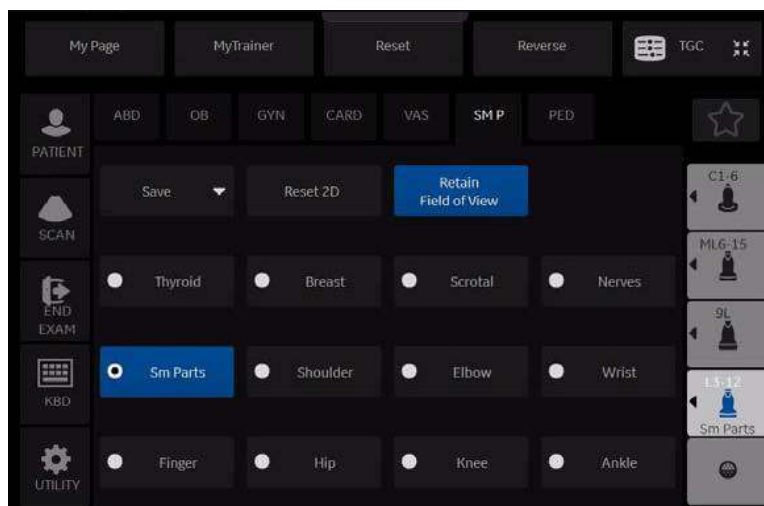 My Page MyTrainer Reset Reverse TGC
ABD OB GYN CARD VAS SM P PED
PATIENT
Save Reset 2D Retain
Field of View
C1-6
SCAN
ML6-15
Thyroid Breast Scrotal Nerves
END
EXAM
9L
Sm Parts Shoulder Elbow Wrist
KBD
L3-12
Sm Parts
Finger Hip Knee Ankle
UTILITY